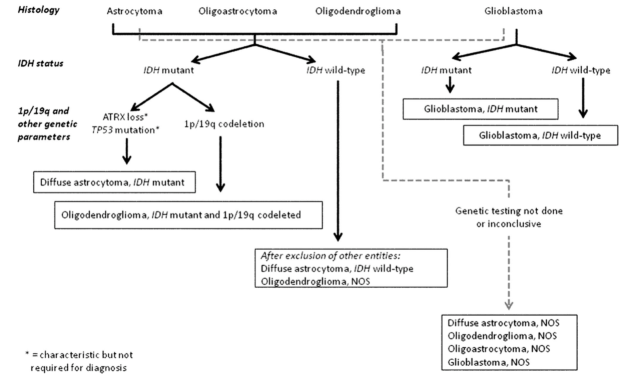 Histology
Astrocytoma
Oligoastrocytoma
Oligodendroglioma
Glioblastoma
IDH status
IDH mutant
IDH wild-type
IDH mutant
IDH wild-type
Glioblastoma, IDH mutant
Glioblastoma, IDH wild-type
1p/19q and
other genetic
parameters
ATRX loss*
TP53 mutation*
1p/19q codeletion
Diffuse astrocytoma, IDH mutant
Oligodendroglioma, IDH mutant and 1p/19q codeleted
Genetic testing not done
or inconclusive
After exclusion of other entities:
Diffuse astrocytoma, IDH wild-type
Oligodendroglioma, NOS
Diffuse astrocytoma, NOS
Oligodendroglioma, NOS
Oligoastrocytoma, NOS
Glioblastoma, NOS
* = characteristic but not
required for diagnosis